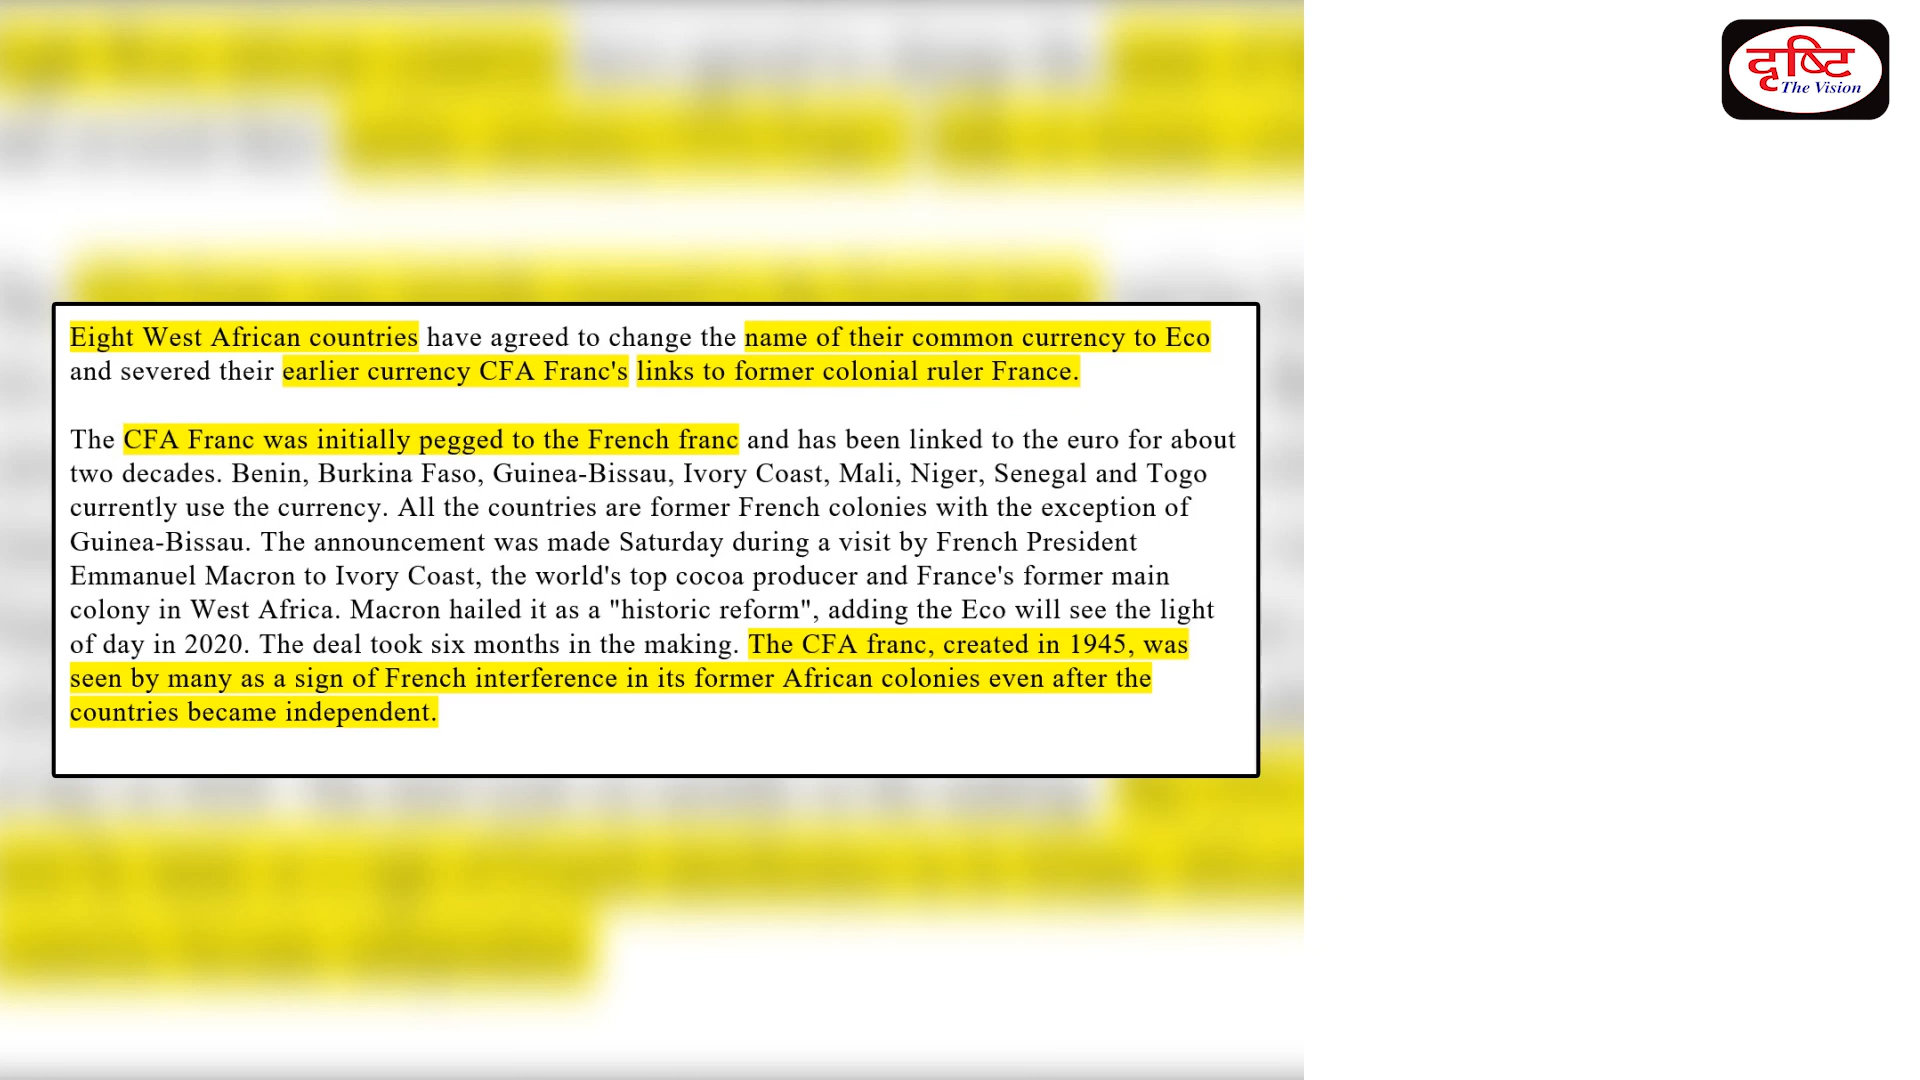 दृष्टि
The Vision
Eight West African countries have agreed to change the name of their common currency to Eco
and severed their earlier currency CFA Franc's links to former colonial ruler France.
The CFA Franc was initially pegged to the French franc and has been linked to the euro for about
two decades. Benin, Burkina Faso, Guinea-Bissau, Ivory Coast, Mali, Niger, Senegal and Togo
currently use the currency. All the countries are former French colonies with the exception of
Guinea-Bissau. The announcement was made Saturday during a visit by French President
Emmanuel Macron to Ivory Coast, the world's top cocoa producer and France's former main
colony in West Africa. Macron hailed it as a "historic reform", adding the Eco will see the light
of day in 2020. The deal took six months in the making. The CFA franc, created in 1945, was
seen by many as a sign of French interference in its former African colonies even after the
countries became independent.